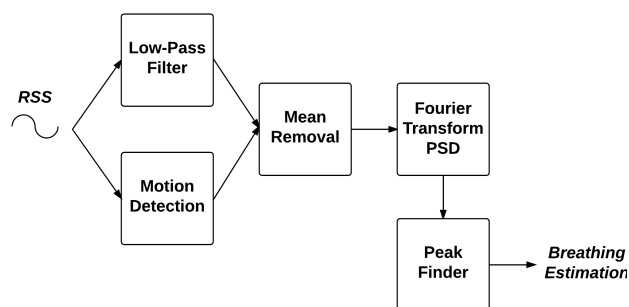 RSS
Low-Pass
Filter
Motion
Detection
Mean
Removal
Fourier
Transform
PSD
Peak
Finder
Breathing
Estimation